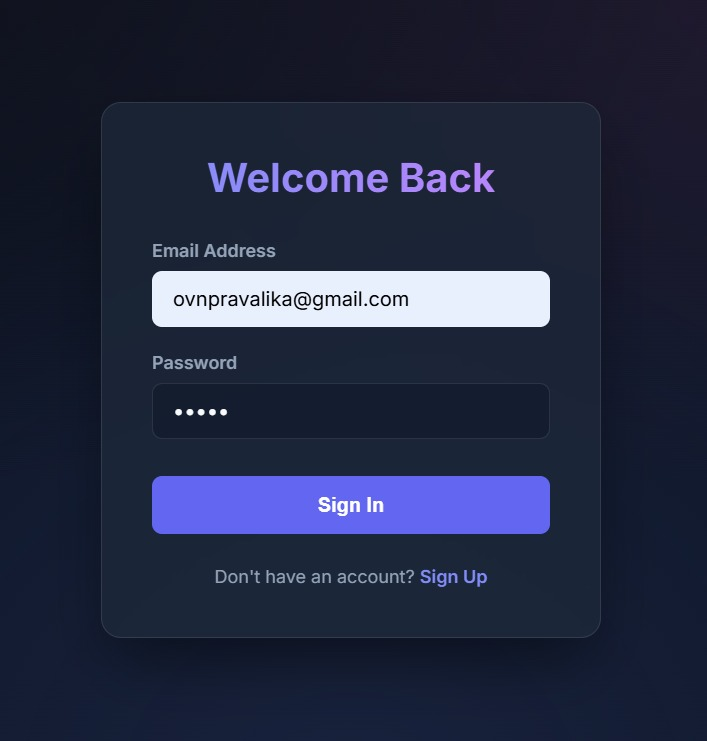 Welcome Back
Email Address
ovnpravalika@gmail.com
Password
•••••
Sign In
Don't have an account? Sign Up